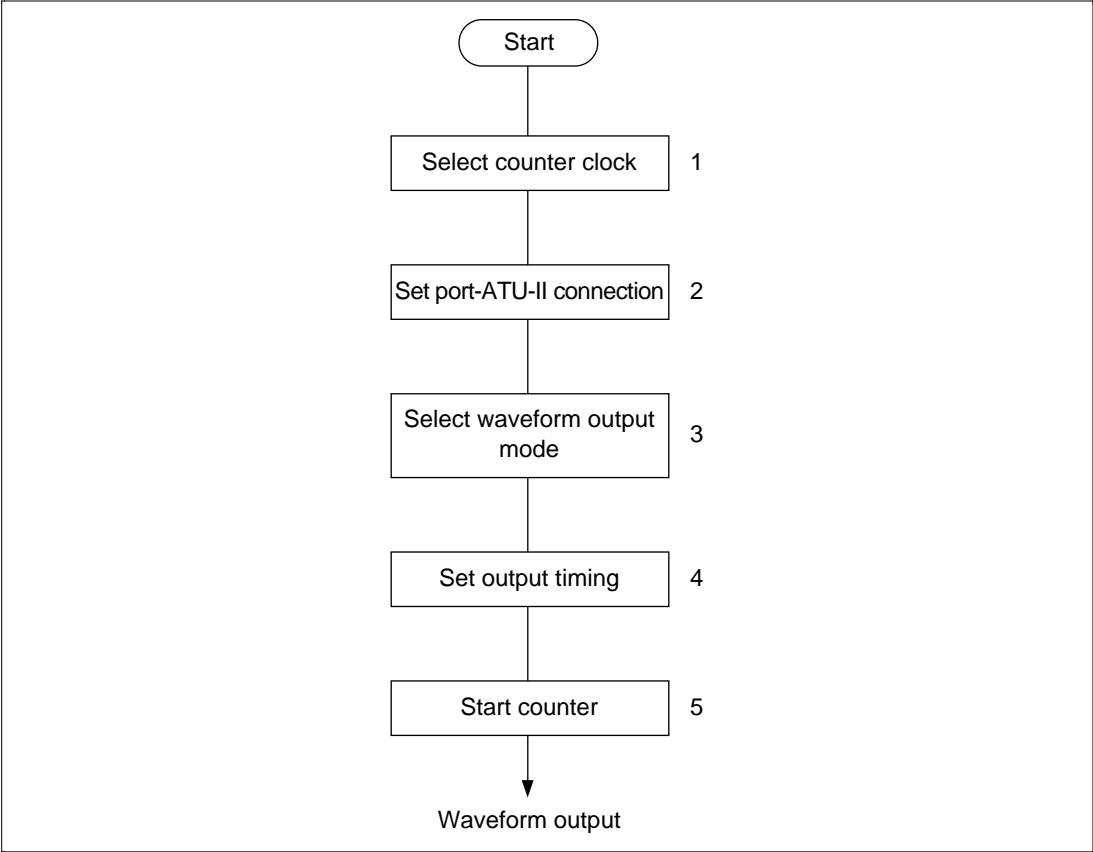 Start
Select counter clock 1
Set port-ATU-II connection 2
Select waveform output
mode
3
Set output timing 4
Start counter 5
Waveform output